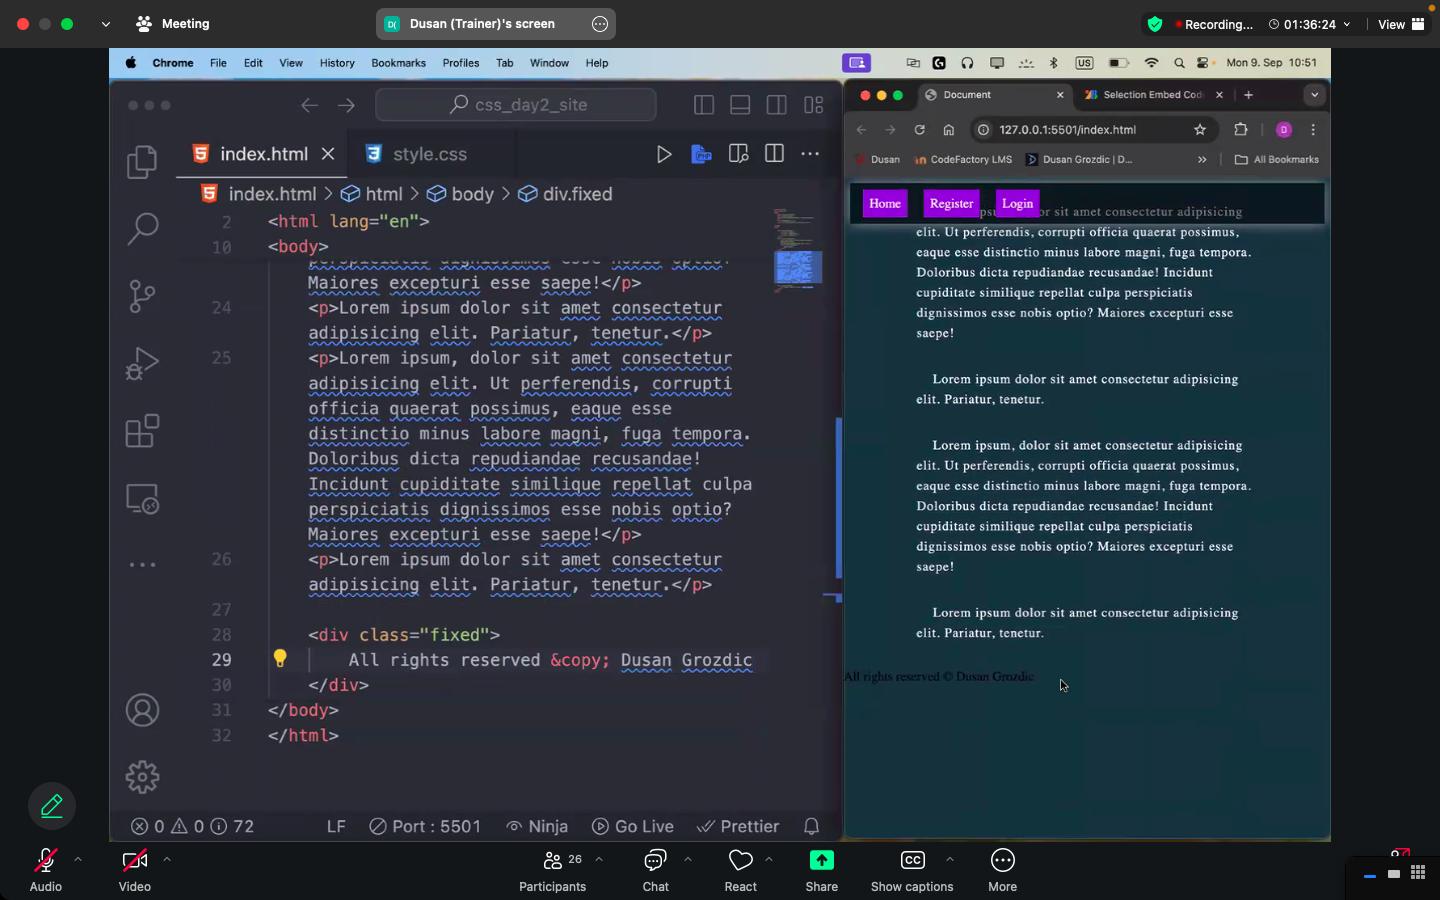 Meeting
D( Dusan (Trainer)'s screen
Recording...
01:36:24
View
Chrome File Edit View History Bookmarks Profiles Tab Window Help
US
Mon 9. Sep 10:51
css_day2_site
index.html
style.css
index.html > html > body > div.fixed
2 <html lang="en">
10 <body>
perspiciatis dignissimos esse nobis optio?
Maiores excepturi esse saepe!</p>
24 <p>Lorem ipsum dolor sit amet consectetur
adipisicing elit. Pariatur, tenetur.</p>
25 <p>Lorem ipsum, dolor sit amet consectetur
adipisicing elit. Ut perferendis, corrupti
officia quaerat possimus, eaque esse
distinctio minus labore magni, fuga tempora.
Doloribus dicta repudiandae recusandae!
Incidunt cupiditate similique repellat culpa
perspiciatis dignissimos esse nobis optio?
Maiores excepturi esse saepe!</p>
26 <p>Lorem ipsum dolor sit amet consectetur
adipisicing elit. Pariatur, tenetur.</p>
27
28 <div class="fixed">
29 All rights reserved &copy; Dusan Grozdic
30 </div>
31 </body>
32 </html>
0 0 72 LF Port : 5501 Ninja Go Live Prettier
Document
Selection Embed Cod
127.0.0.1:5501/index.html
D
Dusan
CodeFactory LMS
Dusan Grozdic | D...
All Bookmarks
Home Register Login
sit amet consectetur adipisicing
elit. Ut perferendis, corrupti officia quaerat possimus,
eaque esse distinctio minus labore magni, fuga tempora.
Doloribus dicta repudiandae recusandae! Incidunt
cupiditate similique repellat culpa perspiciatis
dignissimos esse nobis optio? Maiores excepturi esse
saepe!
Lorem ipsum dolor sit amet consectetur adipisicing
elit. Pariatur, tenetur.
Lorem ipsum, dolor sit amet consectetur adipisicing
elit. Ut perferendis, corrupti officia quaerat possimus,
eaque esse distinctio minus labore magni, fuga tempora.
Doloribus dicta repudiandae recusandae! Incidunt
cupiditate similique repellat culpa perspiciatis
dignissimos esse nobis optio? Maiores excepturi esse
saepe!
Lorem ipsum dolor sit amet consectetur adipisicing
elit. Pariatur, tenetur.
All rights reserved © Dusan Grozdic
Audio
Video
Participants 26
Chat
React
Share
CC Show captions
More